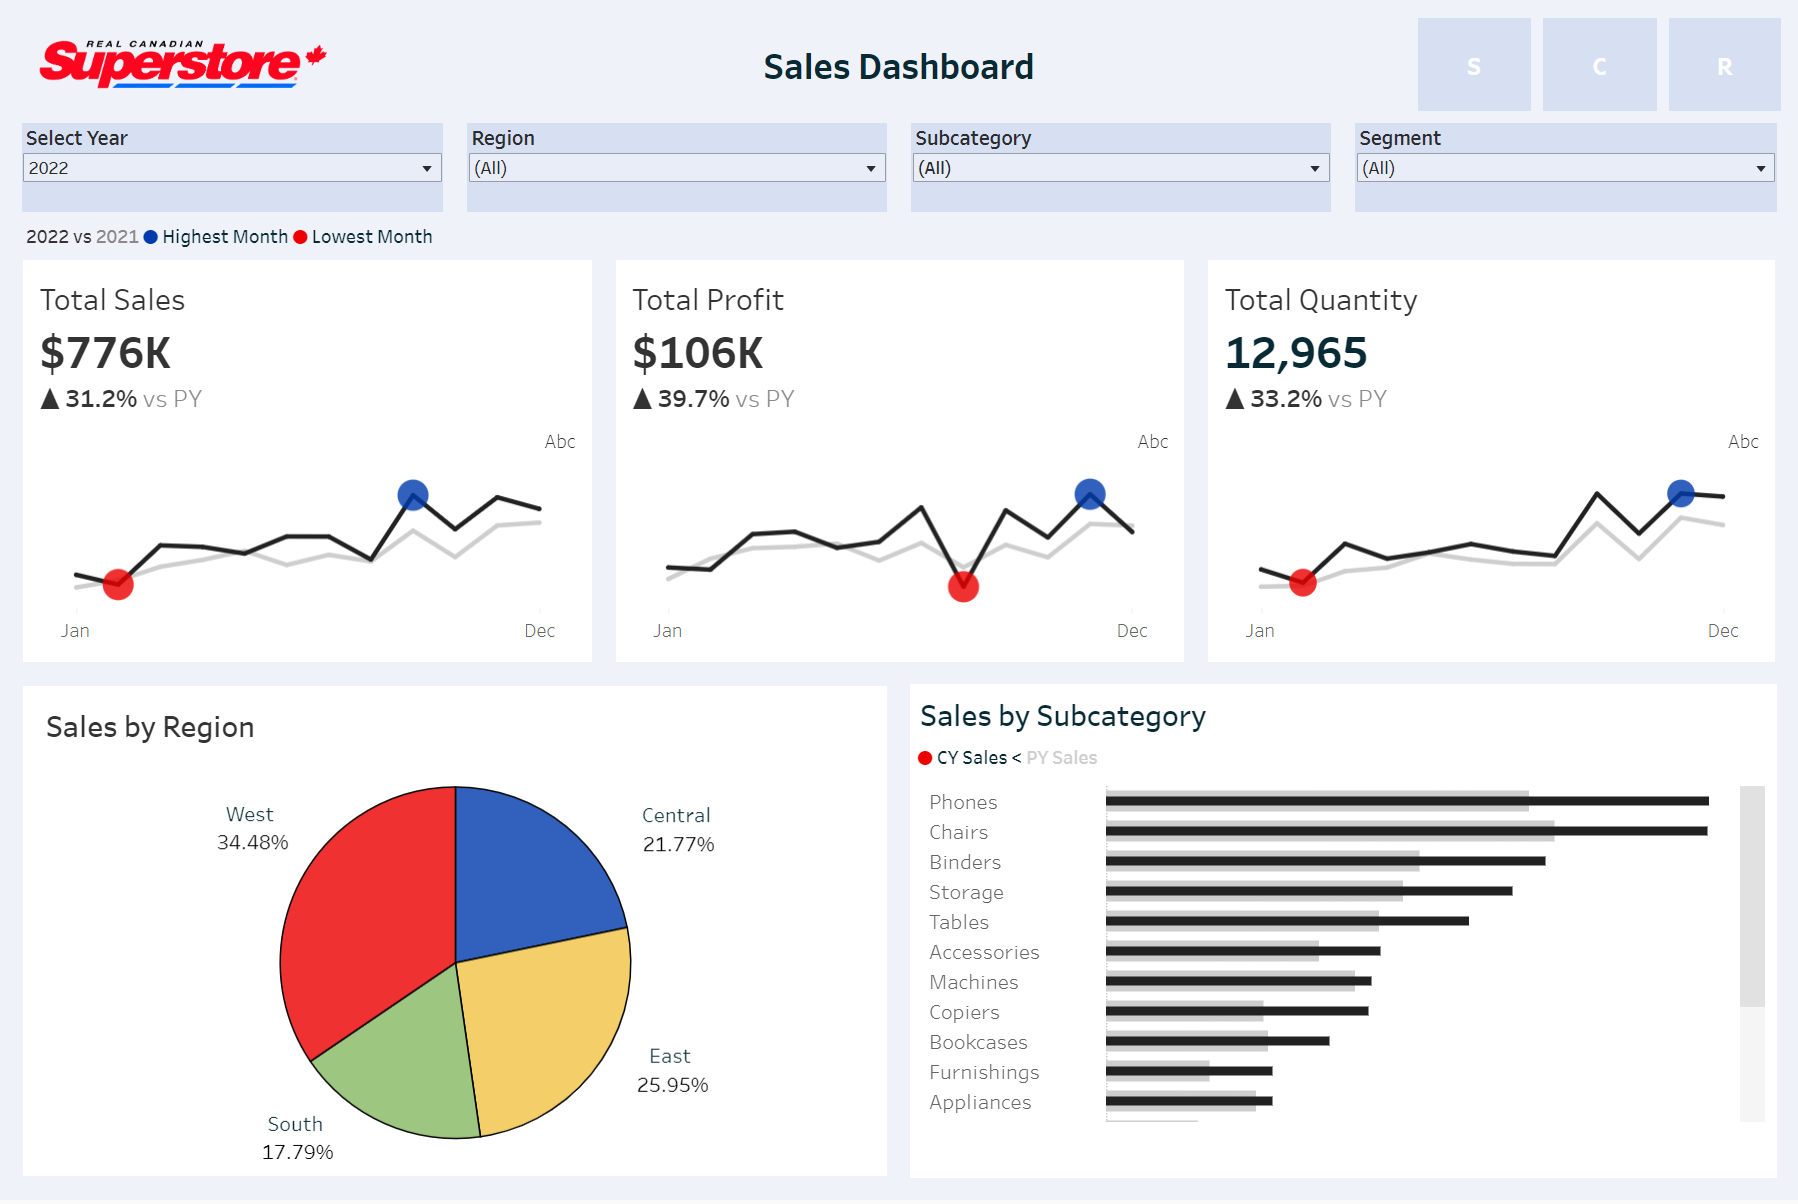 REAL CANADIAN
Superstore
Sales Dashboard
S
C
R
Select Year
2022
Region
(All)
Subcategory
(All)
Segment
(All)
2022 vs 2021 Highest Month Lowest Month
Total Sales
$776K
▲ 31.2% vs PY
Abc
Jan
Dec
Total Profit
$106K
▲ 39.7% vs PY
Abc
Jan
Dec
Total Quantity
12,965
▲ 33.2% vs PY
Abc
Jan
Dec
Sales by Region
West
34.48%
Central
21.77%
East
25.95%
South
17.79%
Sales by Subcategory
CY Sales < PY Sales
Phones
Chairs
Binders
Storage
Tables
Accessories
Machines
Copiers
Bookcases
Furnishings
Appliances